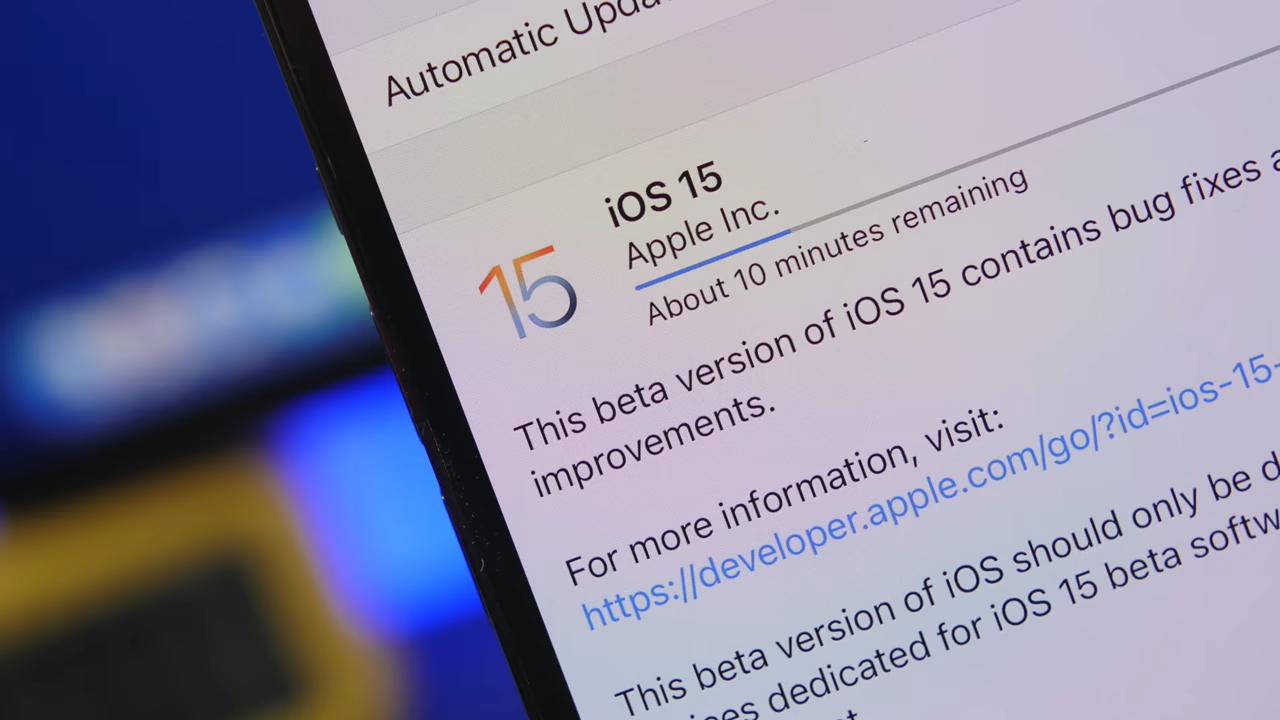 Automatic
iOS 15
Apple Inc.
15
About 10 minutes remaining
This beta version of iOS 15 contains bug fixes
improvements.
For more information, visit:
https://developer.apple.com/go/?id=ios-15-
This beta version of iOS should only be
dedicated for iOS 15 beta